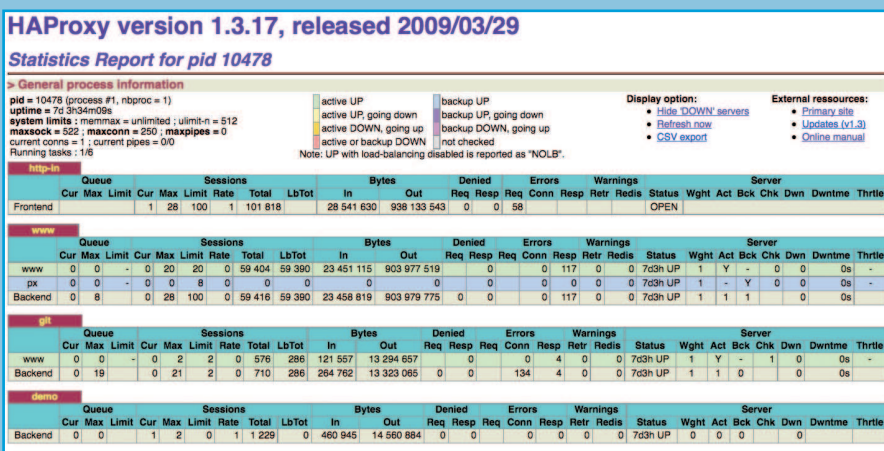 HAProxy version 1.3.17, released 2009/03/29
Statistics Report for pid 10478
> General process information
pid = 10478 (process #1, nbproc = 1)
uptime = 7d 3h34m09s
system limits : memmax = unlimited ; ulimit-n = 512
maxsock = 522 ; maxconn = 250 ; maxpipes = 0
current conns = 1 ; current pipes = 0/0
Running tasks : 1/6
active UP
active UP, going down
active DOWN, going up
active or backup DOWN
backup UP
backup UP, going down
backup DOWN, going up
not checked
Note: UP with load-balancing disabled is reported as "NOLB".
Display option:
• Hide 'DOWN' servers
• Refresh now
• CSV export
External ressources:
• Primary site
• Updates (v1.3)
• Online manual
http-in
Queue Sessions Bytes Denied Errors Warnings Server
Cur Max Limit Cur Max Limit Rate Total LbTot In Out Req Resp Req Conn Resp Retr Redis Status Wght Act Bck Chk Dwn Dwntme Thrtle
Frontend 1 28 100 1 101 818 28 541 630 938 133 543 0 0 58 OPEN
www
Queue Sessions Bytes Denied Errors Warnings Server
Cur Max Limit Cur Max Limit Rate Total LbTot In Out Req Resp Req Conn Resp Retr Redis Status Wght Act Bck Chk Dwn Dwntme Thrtle
www 0 0 - 0 20 20 0 59 404 59 390 23 451 115 903 977 519 0 0 117 0 0 7d3h UP 1 Y - 0 0 0s -
px 0 0 - 0 0 8 0 0 0 0 0 0 0 0 0 0 7d3h UP 1 - Y 0 0 0s -
Backend 0 8 0 28 100 0 59 416 59 390 23 458 819 903 979 775 0 0 0 117 0 0 7d3h UP 1 1 1 0 0s
git
Queue Sessions Bytes Denied Errors Warnings Server
Cur Max Limit Cur Max Limit Rate Total LbTot In Out Req Resp Req Conn Resp Retr Redis Status Wght Act Bck Chk Dwn Dwntme Thrtle
www 0 0 - 0 2 2 0 576 286 121 557 13 294 657 0 0 4 0 0 7d3h UP 1 Y - 1 0 0s -
Backend 0 19 0 21 2 0 710 286 264 762 13 323 065 0 0 134 4 0 0 7d3h UP 1 1 0 0 0s
demo
Queue Sessions Bytes Denied Errors Warnings Server
Cur Max Limit Cur Max Limit Rate Total LbTot In Out Req Resp Req Conn Resp Retr Redis Status Wght Act Bck Chk Dwn Dwntme Thrtle
Backend 0 0 1 2 0 1 1 229 0 460 945 14 560 884 0 0 0 0 0 0 7d3h UP 0 0 0 0